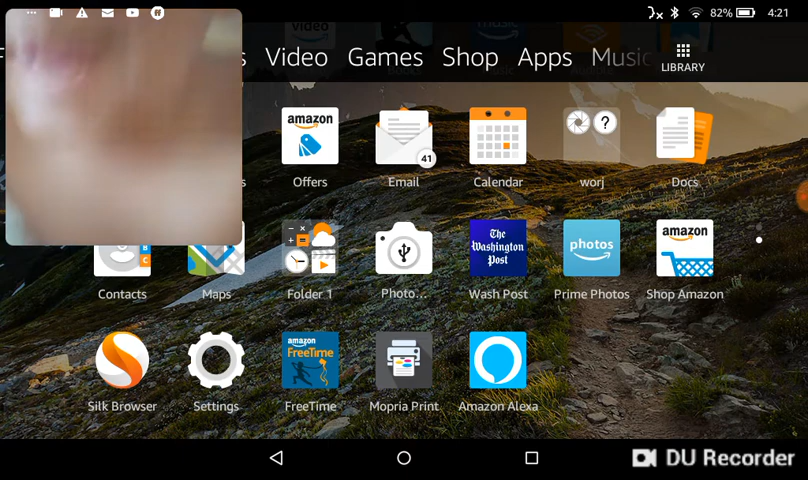 82% 4:21
Video Games Shop Apps Music
LIBRARY
amazon
41
?
Offers Email Calendar worj Docs
B
C
The
Washington
Post
photos
amazon
Contacts Maps Folder 1 Photo... Wash Post Prime Photos Shop Amazon
amazon
FreeTime
Silk Browser Settings FreeTime Mopria Print Amazon Alexa
DU Recorder